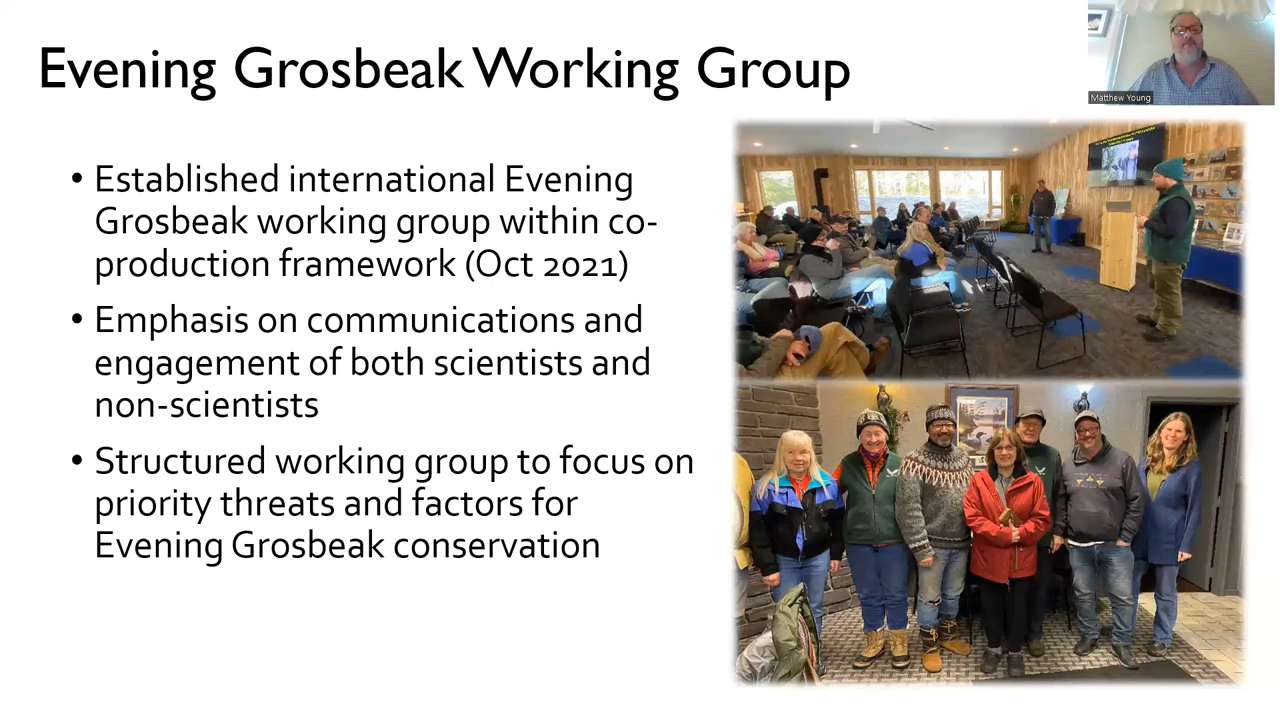 Evening Grosbeak Working Group
Matthew Young
• Established international Evening
Grosbeak working group within co-
production framework (Oct 2021)
• Emphasis on communications and
engagement of both scientists and
non-scientists
• Structured working group to focus on
priority threats and factors for
Evening Grosbeak conservation